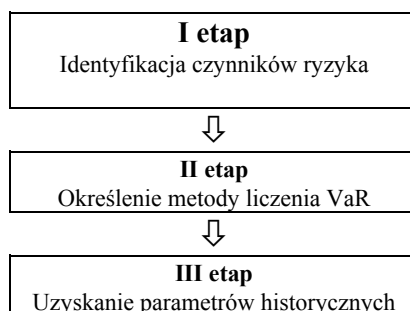 I etap
Identyfikacja czynników ryzyka
II etap
Określenie metody liczenia VaR
III etap
Uzyskanie parametrów historycznych